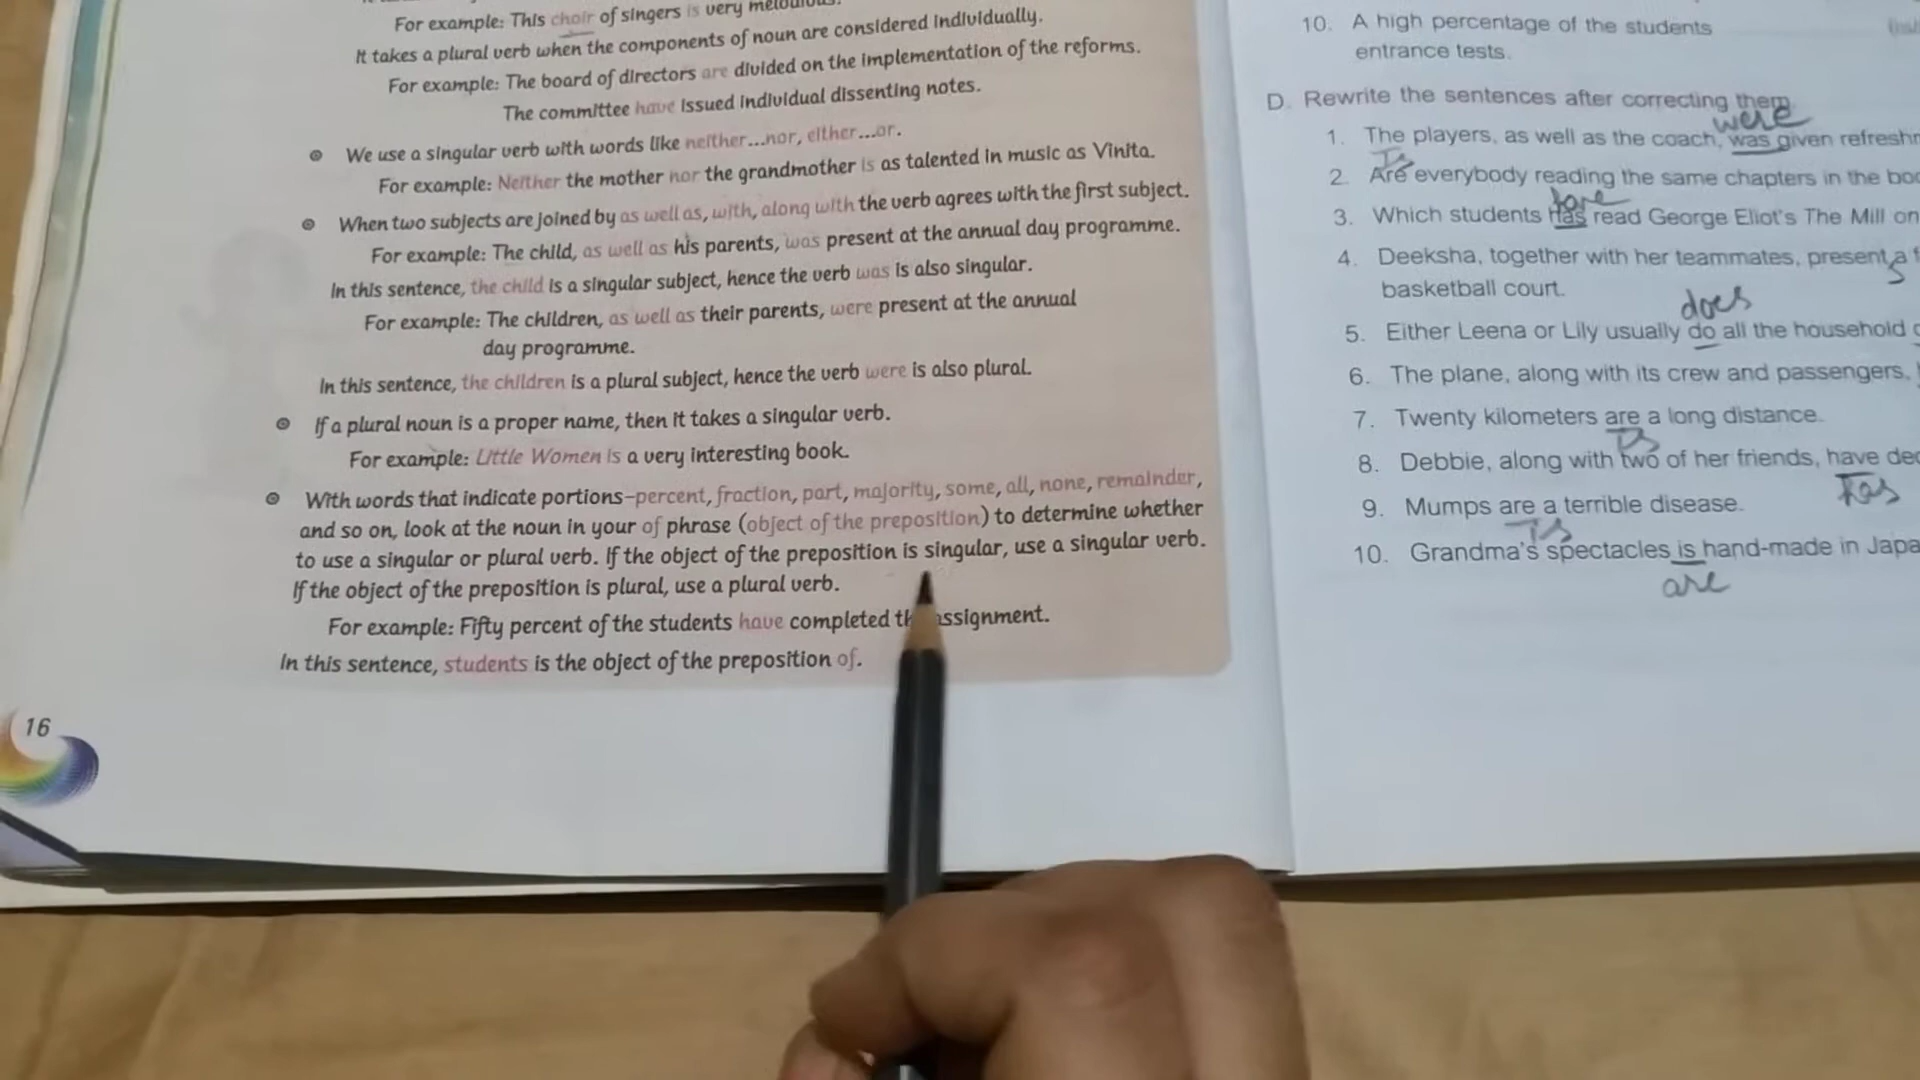 For example: This choir of singers is very melodious.
It takes a plural verb when the components of noun are considered individually.
For example: The board of directors are divided on the implementation of the reforms.
The committee have issued individual dissenting notes.
We use a singular verb with words like neither...nor, either...or.
For example: Neither the mother nor the grandmother is as talented in music as Vinita.
When two subjects are joined by as well as, with, along with the verb agrees with the first subject.
For example: The child, as well as his parents, was present at the annual day programme.
In this sentence, the child is a singular subject, hence the verb was is also singular.
For example: The children, as well as their parents, were present at the annual
day programme.
In this sentence, the children is a plural subject, hence the verb were is also plural.
If a plural noun is a proper name, then it takes a singular verb.
For example: Little Women is a very interesting book.
With words that indicate portions–percent, fraction, part, majority, some, all, none, remainder,
and so on, look at the noun in your of phrase (object of the preposition) to determine whether
to use a singular or plural verb. If the object of the preposition is singular, use a singular verb.
If the object of the preposition is plural, use a plural verb.
For example: Fifty percent of the students have completed assignment.
In this sentence, students is the object of the preposition of.
16
10. A high percentage of the students
entrance tests.
D. Rewrite the sentences after correcting them.
were
1. The players, as well as the coach, was given
Is
2. Are everybody reading the same chapters in the
have
3. Which students has read George Eliot's The Mill on
4. Deeksha, together with her teammates, present a
s
basketball court.
does
5. Either Leena or Lily usually do all the household
6. The plane, along with its crew and passengers,
7. Twenty kilometers are a long distance.
is
8. Debbie, along with two of her friends, have
has
9. Mumps are a terrible disease.
is
10. Grandma's spectacles is hand-made in
are